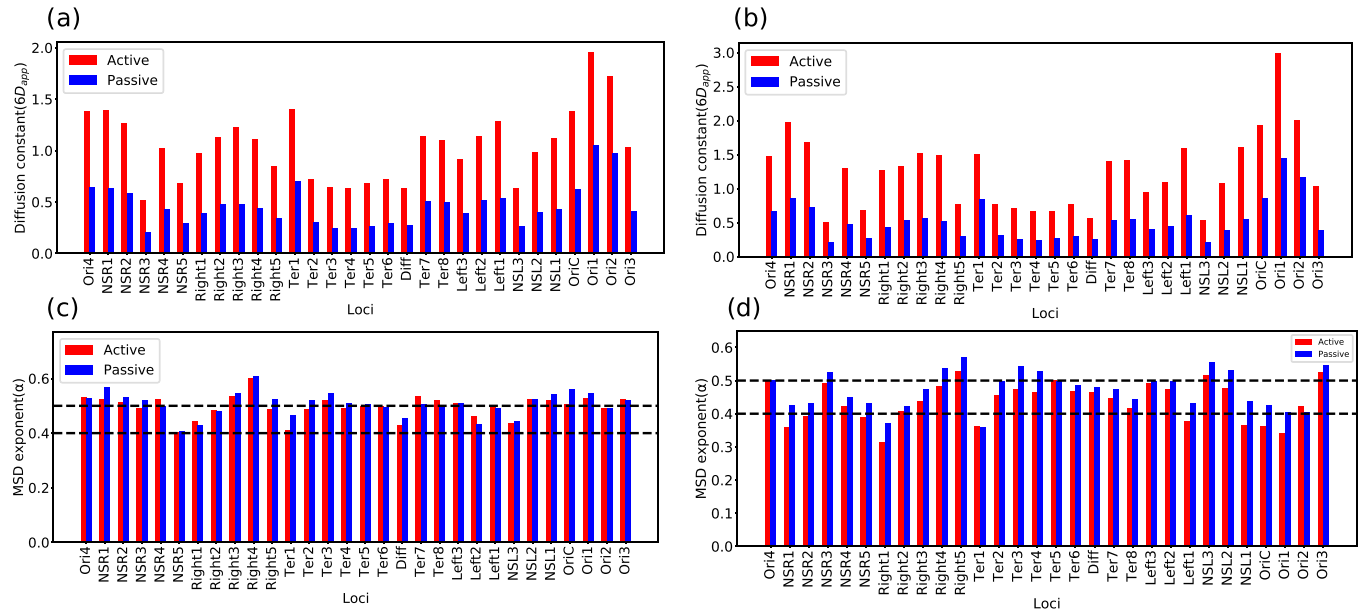 (a)
Diffusion constant(6D_app)
2.0
1.5
1.0
0.5
0.0
Active
Passive
Ori4
NSR1
NSR2
NSR3
NSR4
NSR5
Right1
Right2
Right3
Right4
Right5
Ter1
Ter2
Ter3
Ter4
Ter5
Ter6
Diff
Ter7
Ter8
Left3
Left2
Left1
NSL3
NSL2
NSL1
OriC
Ori1
Ori2
Ori3
Loci
(b)
Diffusion constant(6D_app)
3.0
2.5
2.0
1.5
1.0
0.5
0.0
Active
Passive
Ori4
NSR1
NSR2
NSR3
NSR4
NSR5
Right1
Right2
Right3
Right4
Right5
Ter1
Ter2
Ter3
Ter4
Ter5
Ter6
Diff
Ter7
Ter8
Left3
Left2
Left1
NSL3
NSL2
NSL1
OriC
Ori1
Ori2
Ori3
Loci
(c)
MSD exponent(α)
0.6
0.4
0.2
0.0
Active
Passive
Ori4
NSR1
NSR2
NSR3
NSR4
NSR5
Right1
Right2
Right3
Right4
Right5
Ter1
Ter2
Ter3
Ter4
Ter5
Ter6
Diff
Ter7
Ter8
Left3
Left2
Left1
NSL3
NSL2
NSL1
OriC
Ori1
Ori2
Ori3
Loci
(d)
MSD exponent(α)
0.6
0.5
0.4
0.3
0.2
0.1
0.0
Active
Passive
Ori4
NSR1
NSR2
NSR3
NSR4
NSR5
Right1
Right2
Right3
Right4
Right5
Ter1
Ter2
Ter3
Ter4
Ter5
Ter6
Diff
Ter7
Ter8
Left3
Left2
Left1
NSL3
NSL2
NSL1
OriC
Ori1
Ori2
Ori3
Loci